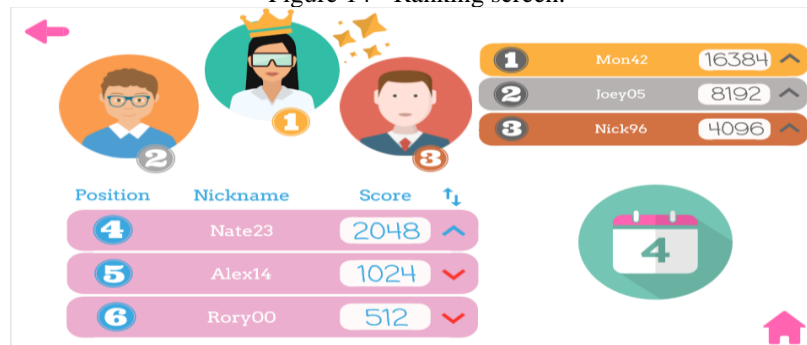 Figure 14 - Ranking screen.
1
2
3
1 Mon42 16384
2 Joey05 8192
3 Nick96 4096
Position Nickname Score
4 Nate23 2048
5 Alex14 1024
6 Rory00 512
4